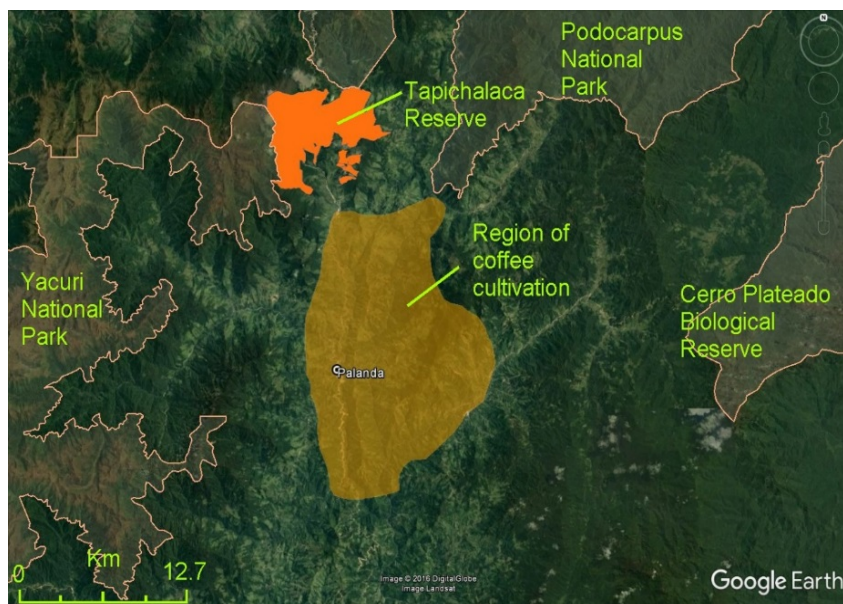 N
Podocarpus
National
Park
Tapichalaca
Reserve
Region of
coffee
cultivation
Yacuri
National
Park
Cerro Plateado
Biological
Reserve
Palanda
0 Km 12.7
Image © 2016 DigitalGlobe
Image Landsat
Google Earth